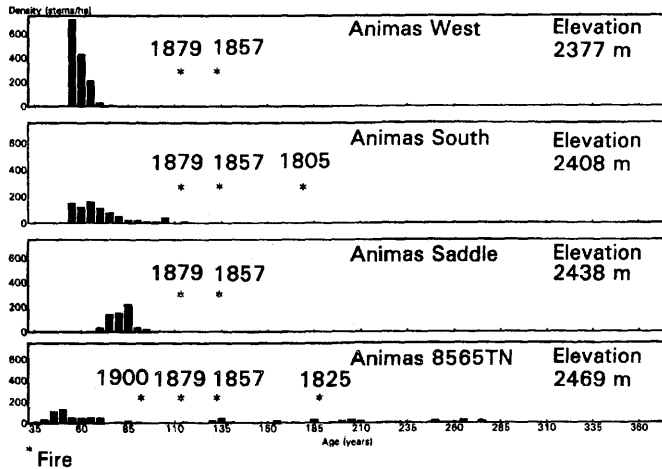 Density (stems/ha)
Animas West
Elevation
2377 m
1879 1857
* *
600
400
200
0
Animas South
Elevation
2408 m
1879 1857 1805
* * *
600
400
200
0
Animas Saddle
Elevation
2438 m
1879 1857
* *
600
400
200
0
Animas 8565TN
Elevation
2469 m
1900 1879 1857 1825
* * * *
600
400
200
0
35 60 85 110 135 160 185 210 235 260 285 310 335 360
Age (years)
* Fire